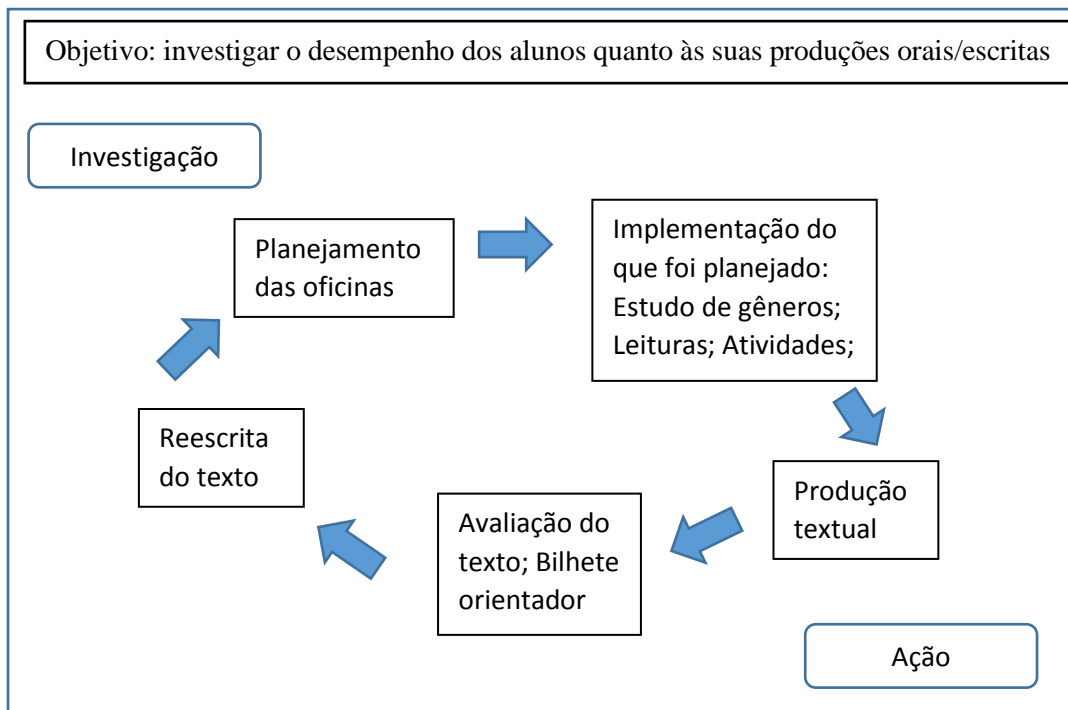 Objetivo: investigar o desempenho dos alunos quanto às suas produções orais/escritas
Investigação
Planejamento
das oficinas
Implementação do
que foi planejado:
Estudo de gêneros;
Leituras; Atividades;
Produção
textual
Avaliação do
texto; Bilhete
orientador
Reescrita
do texto
Ação